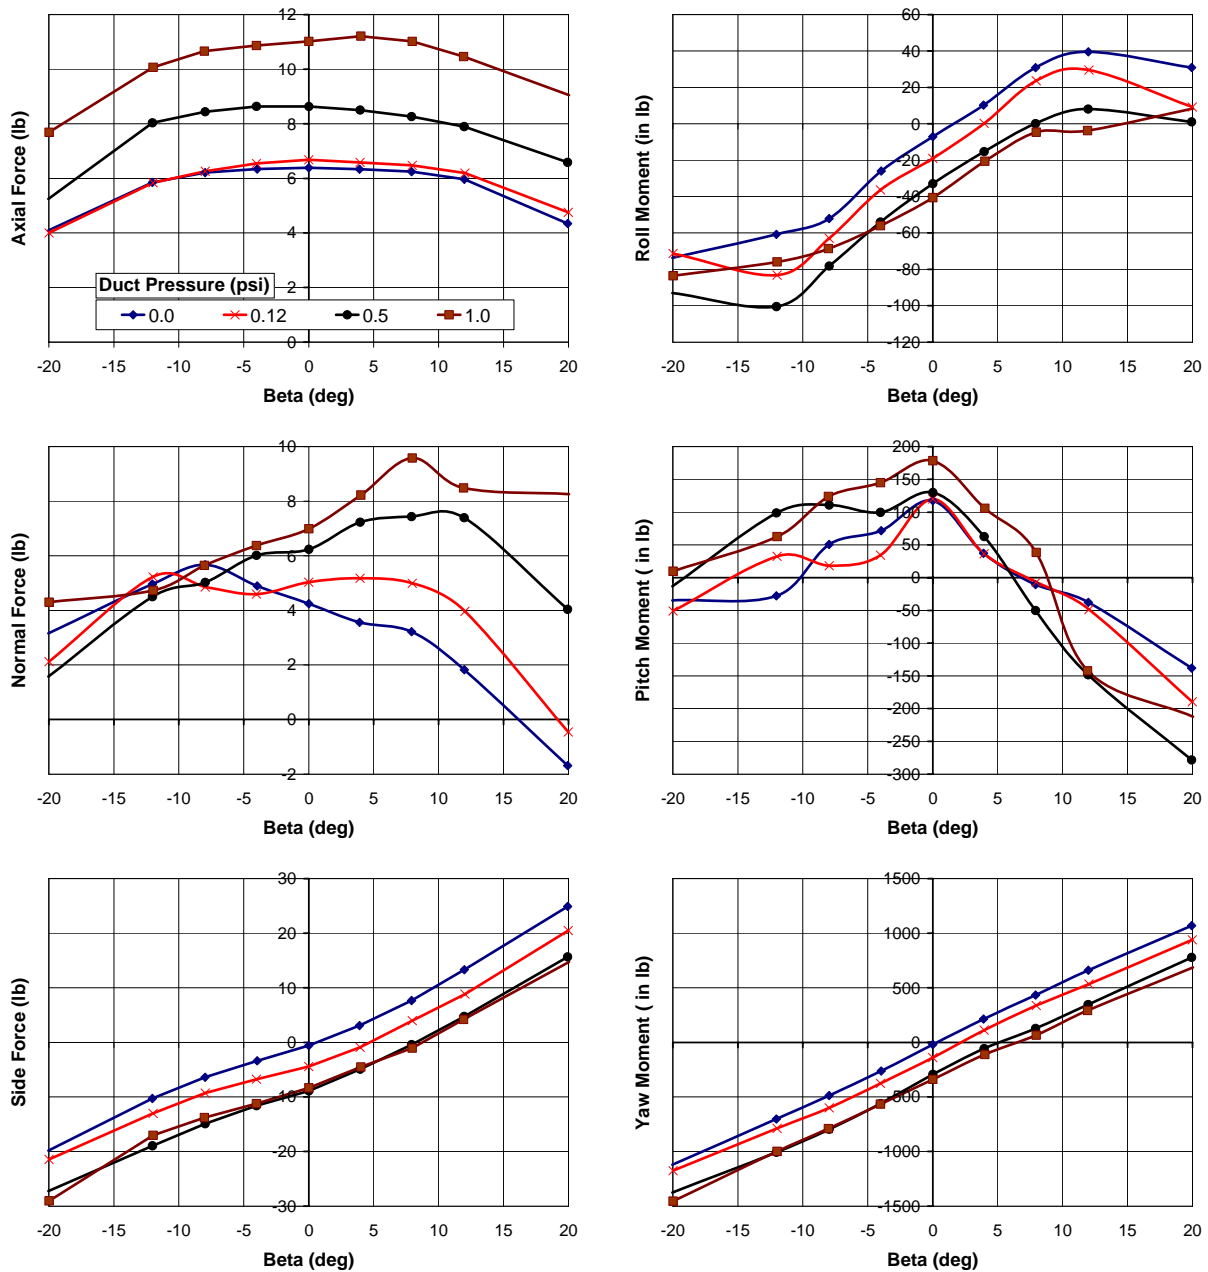 12
10
8
6
4
2
0
Axial Force (lb)
Duct Pressure (psi)
0.0 0.12 0.5 1.0
-20 -15 -10 -5 0 5 10 15 20
Beta (deg)
60
40
20
0
-20
-40
-60
-80
-100
-120
Roll Moment (in lb)
-20 -15 -10 -5 0 5 10 15 20
Beta (deg)
10
8
6
4
2
0
-2
Normal Force (lb)
-20 -15 -10 -5 0 5 10 15 20
Beta (deg)
200
150
100
50
0
-50
-100
-150
-200
-250
-300
Pitch Moment ( in lb)
-20 -15 -10 -5 0 5 10 15 20
Beta (deg)
30
20
10
0
-10
-20
-30
Side Force (lb)
-20 -15 -10 -5 0 5 10 15 20
Beta (deg)
1500
1000
500
0
-500
-1000
-1500
Yaw Moment ( in lb)
-20 -15 -10 -5 0 5 10 15 20
Beta (deg)